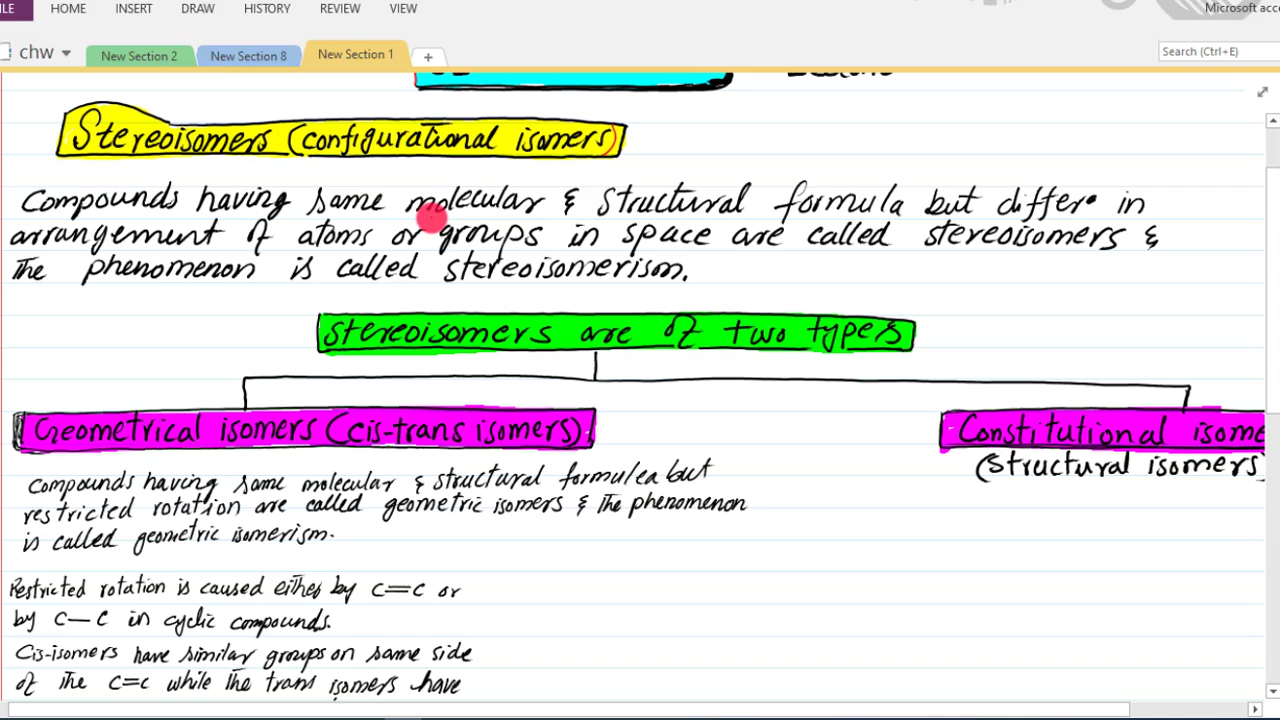 ILE HOME INSERT DRAW HISTORY REVIEW VIEW
Microsoft acc
chw New Section 2 New Section 8 New Section 1 +
Search (Ctrl+E)
Stereoisomers (configurational isomers)
Compounds having same molecular & structural formula but differ in
arrangement of atoms or groups in space are called stereoisomers &
The phenomenon is called stereoisomerism.
Stereoisomers are of two types
Geometrical isomers (cis-trans isomers).
Constitutional isome
(Structural isomers)
compounds having same molecular & structural formulea but
restricted rotation are called geometric isomers & The phenomenon
is called geometric isomerism.
Restricted rotation is caused either by C=C or
by C-C in cyclic compounds.
Cis-isomers have similar groups on same side
of The C=C while The trans isomers have